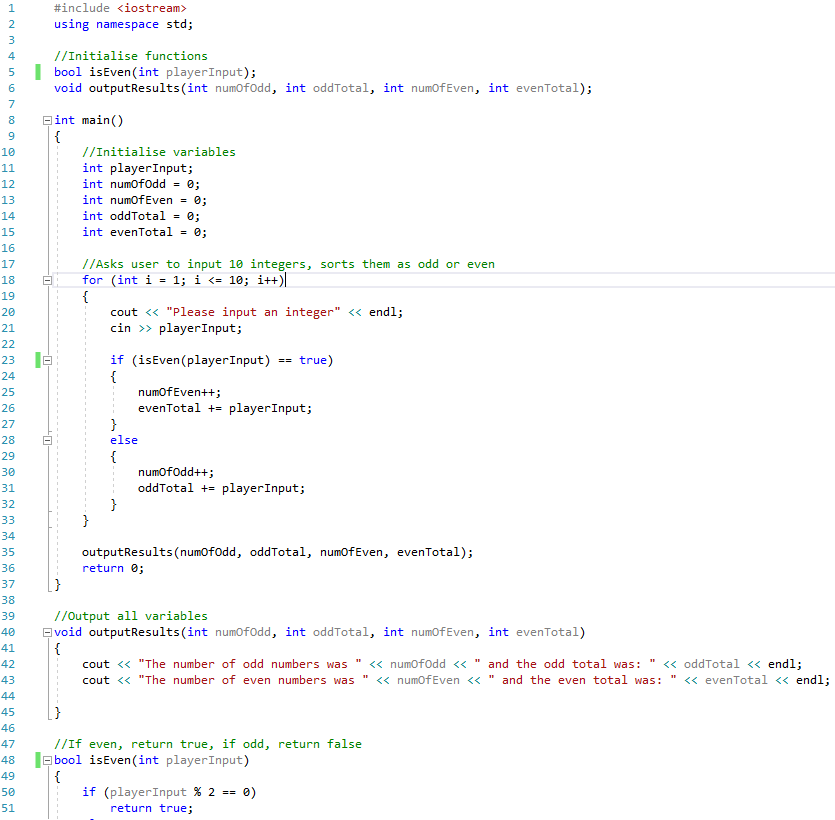 1 #include <iostream>
2 using namespace std;
3
4 //Initialise functions
5 bool isEven(int playerInput);
6 void outputResults(int numOfOdd, int oddTotal, int numOfEven, int evenTotal);
7
8 int main()
9 {
10 //Initialise variables
11 int playerInput;
12 int numOfOdd = 0;
13 int numOfEven = 0;
14 int oddTotal = 0;
15 int evenTotal = 0;
16
17 //Asks user to input 10 integers, sorts them as odd or even
18 for (int i = 1; i <= 10; i++)
19 {
20 cout << "Please input an integer" << endl;
21 cin >> playerInput;
22
23 if (isEven(playerInput) == true)
24 {
25 numOfEven++;
26 evenTotal += playerInput;
27 }
28 else
29 {
30 numOfOdd++;
31 oddTotal += playerInput;
32 }
33 }
34
35 outputResults(numOfOdd, oddTotal, numOfEven, evenTotal);
36 return 0;
37 }
38
39 //Output all variables
40 void outputResults(int numOfOdd, int oddTotal, int numOfEven, int evenTotal)
41 {
42 cout << "The number of odd numbers was " << numOfOdd << " and the odd total was: " << oddTotal << endl;
43 cout << "The number of even numbers was " << numOfEven << " and the even total was: " << evenTotal << endl;
44
45 }
46
47 //If even, return true, if odd, return false
48 bool isEven(int playerInput)
49 {
50 if (playerInput % 2 == 0)
51 return true;